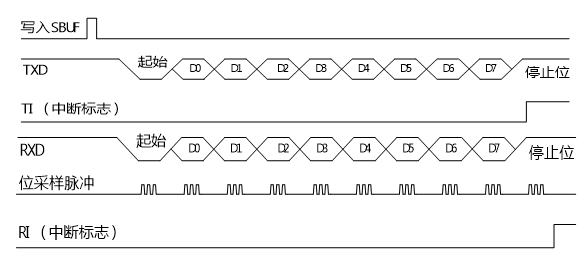 写入SBUF
起始 D0 D1 D2 D3 D4 D5 D6 D7 停止位
TXD
TI（中断标志）
起始 D0 D1 D2 D3 D4 D5 D6 D7 停止位
RXD
位采样脉冲
RI（中断标志）